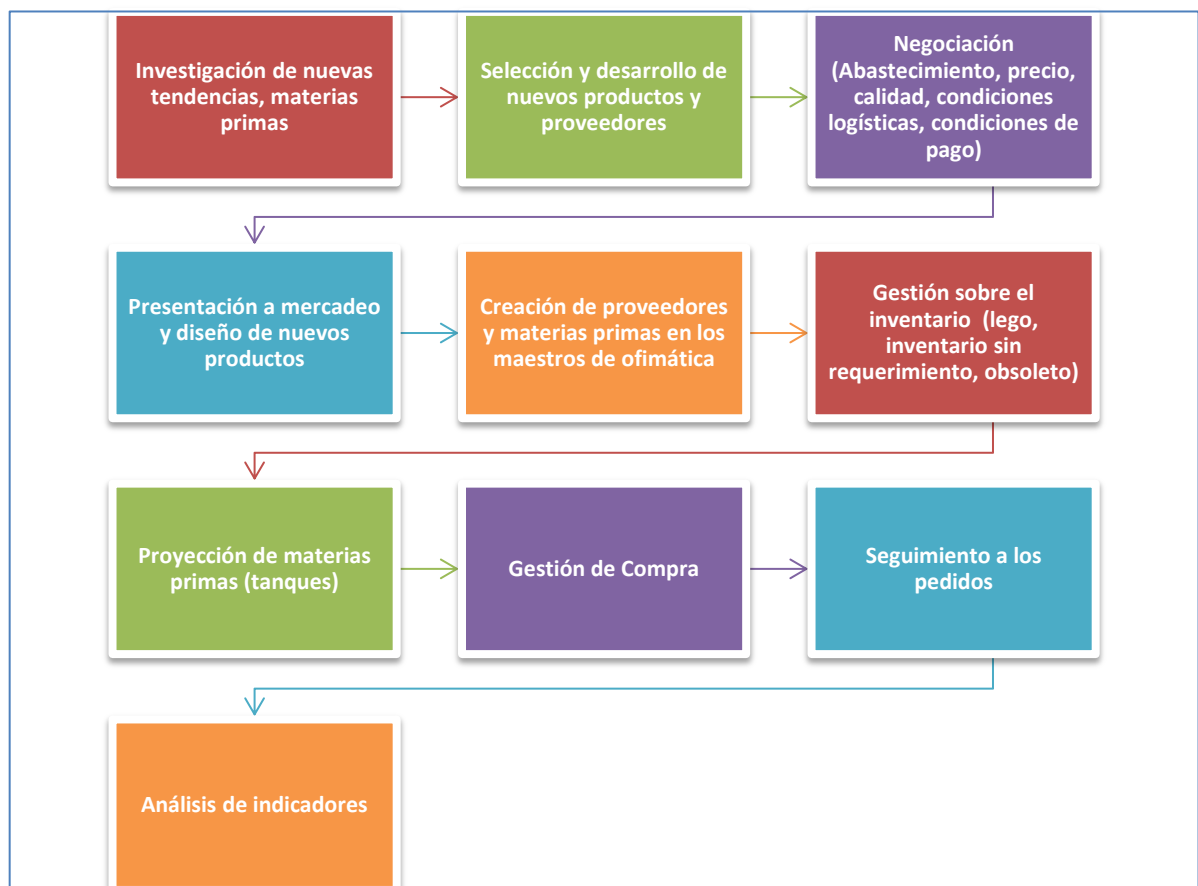 Investigación de nuevas
tendencias, materias
primas
Selección y desarrollo de
nuevos productos y
proveedores
Negociación
(Abastecimiento, precio,
calidad, condiciones
logísticas, condiciones de
pago)
Presentación a mercadeo
y diseño de nuevos
productos
Creación de proveedores
y materias primas en los
maestros de ofimática
Gestión sobre el
inventario (lego,
inventario sin
requerimiento, obsoleto)
Proyección de materias
primas (tanques)
Gestión de Compra
Seguimiento a los
pedidos
Análisis de indicadores